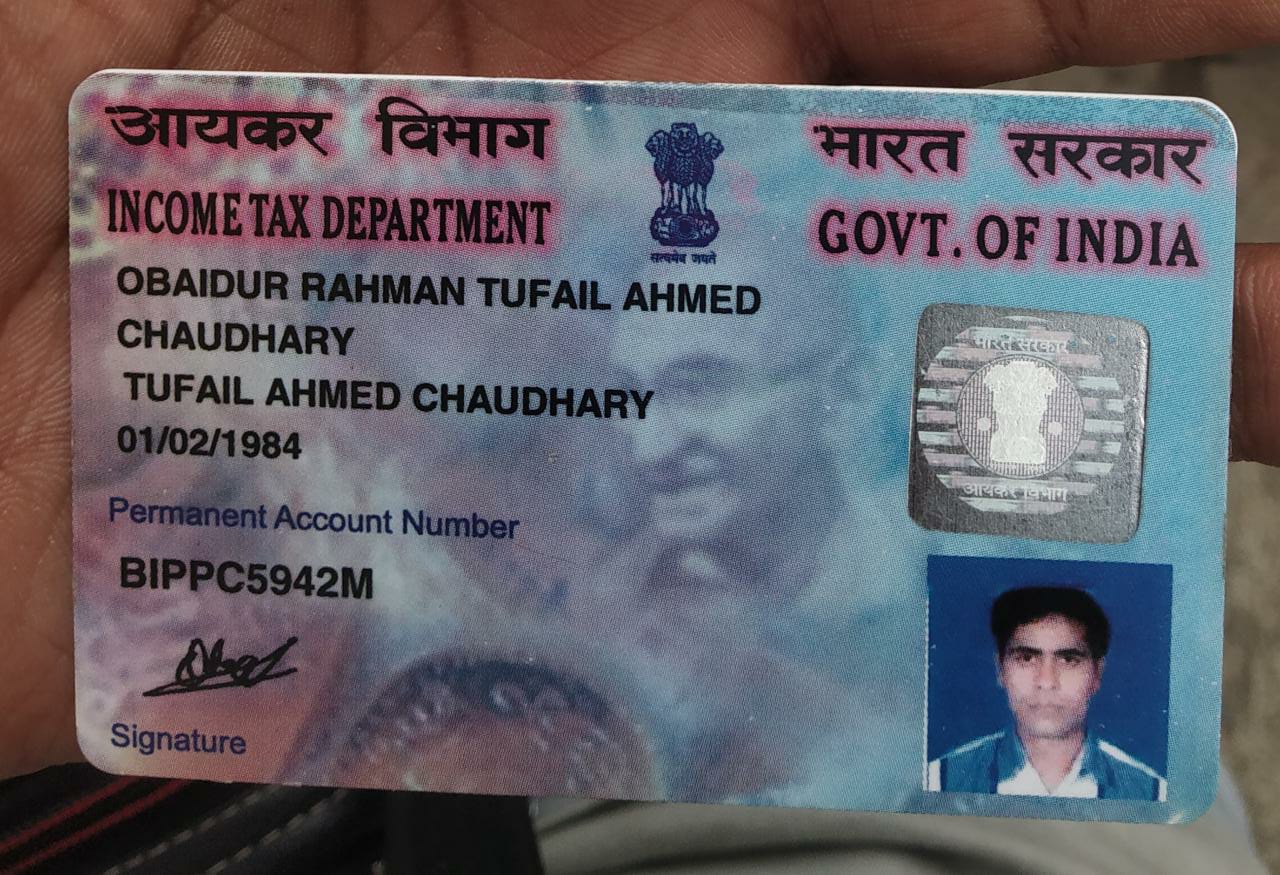 आयकर विभाग
INCOME TAX DEPARTMENT
सत्यमेव जयते
भारत सरकार
GOVT. OF INDIA
OBAIDUR RAHMAN TUFAIL AHMED
CHAUDHARY
TUFAIL AHMED CHAUDHARY
01/02/1984
Permanent Account Number
BIPPC5942M
Signature
भारत सरकार
आयकर विभाग